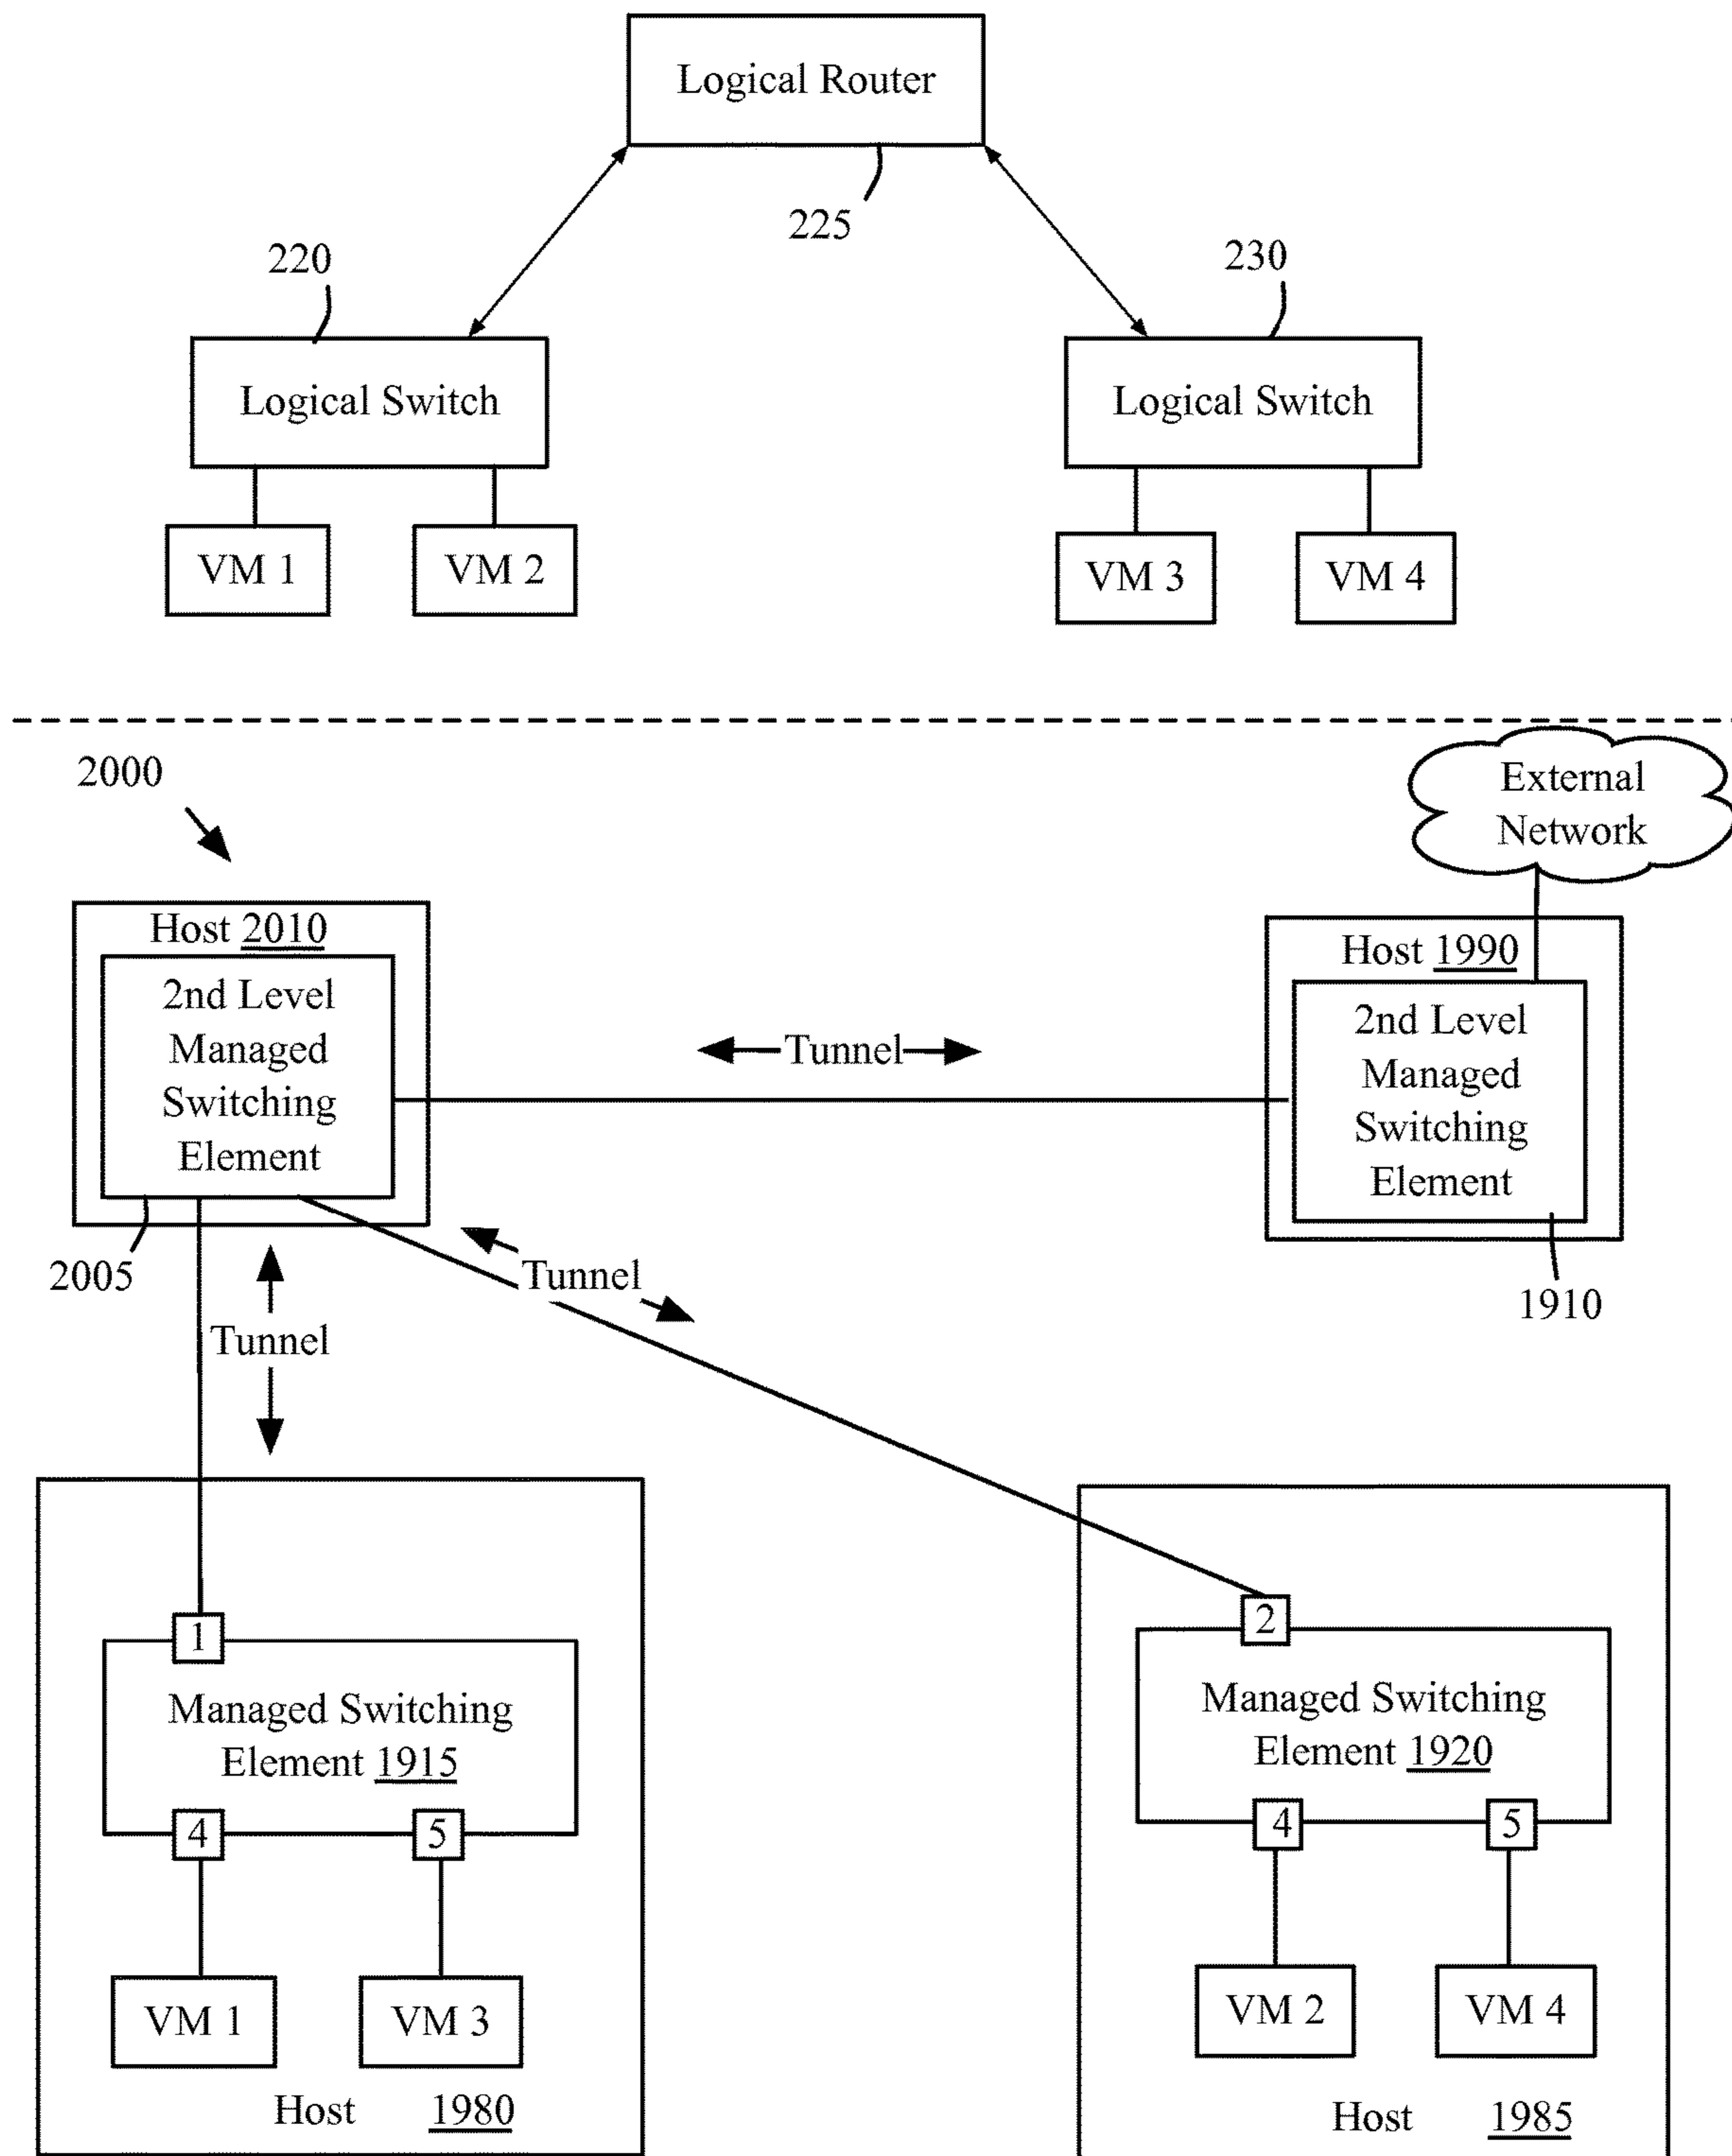 Logical Router
225
220
230
Logical Switch
Logical Switch
VM 1
VM 2
VM 3
VM 4
2000
External
Network
Host 2010
2nd Level
Managed
Switching
Element
2005
Host 1990
2nd Level
Managed
Switching
Element
1910
Tunnel
Tunnel
Tunnel
1
Managed Switching
Element 1915
4
5
VM 1
VM 3
Host 1980
2
Managed Switching
Element 1920
4
5
VM 2
VM 4
Host 1985